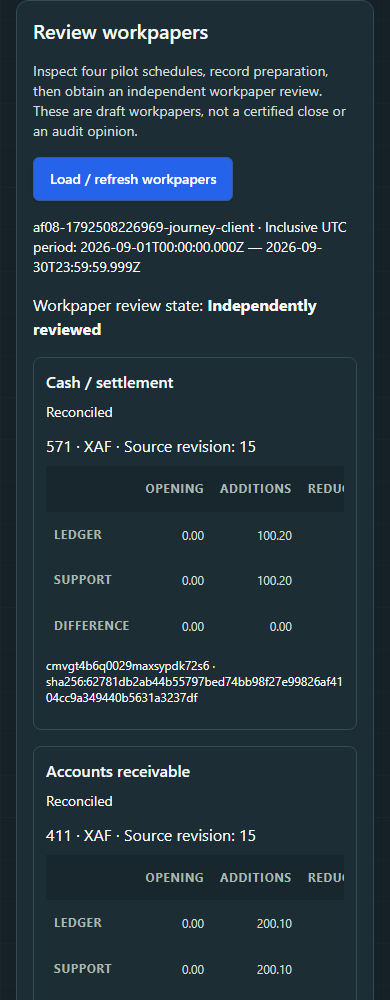 Review workpapers
Inspect four pilot schedules, record preparation,
then obtain an independent workpaper review.
These are draft workpapers, not a certified close or
an audit opinion.
Load / refresh workpapers
af08-1792508226969-journey-client · Inclusive UTC
period: 2026-09-01T00:00:00.000Z — 2026-09-
30T23:59:59.999Z
Workpaper review state: Independently
reviewed
Cash / settlement
Reconciled
571 · XAF · Source revision: 15
OPENING ADDITIONS
LEDGER 0.00 100.20
SUPPORT 0.00 100.20
DIFFERENCE 0.00 0.00
cmvgt4b6q0029maxsypdk72s6 ·
sha256:62781db2ab44b55797bed74bb98f27e99826af41
04cc9a349440b5631a3237df
Accounts receivable
Reconciled
411 · XAF · Source revision: 15
OPENING ADDITIONS
LEDGER 0.00 200.10
SUPPORT 0.00 200.10